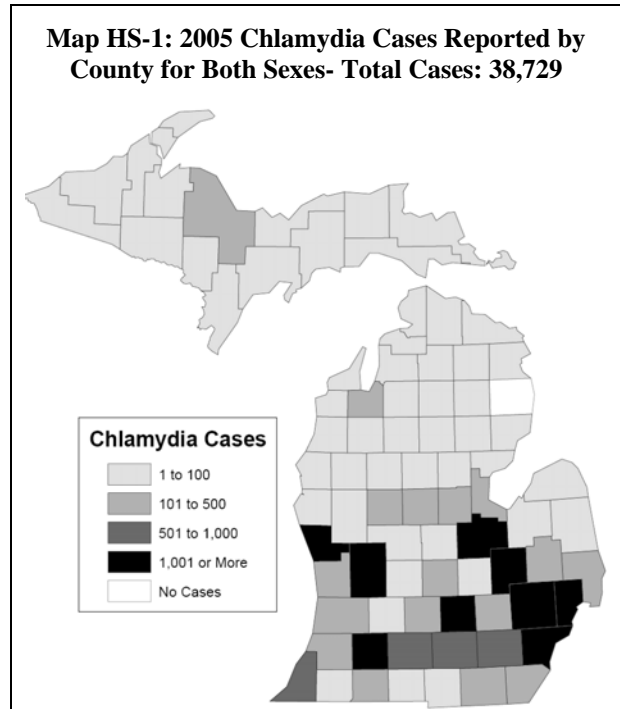 Map HS-1: 2005 Chlamydia Cases Reported by
County for Both Sexes- Total Cases: 38,729
Chlamydia Cases
1 to 100
101 to 500
501 to 1,000
1,001 or More
No Cases